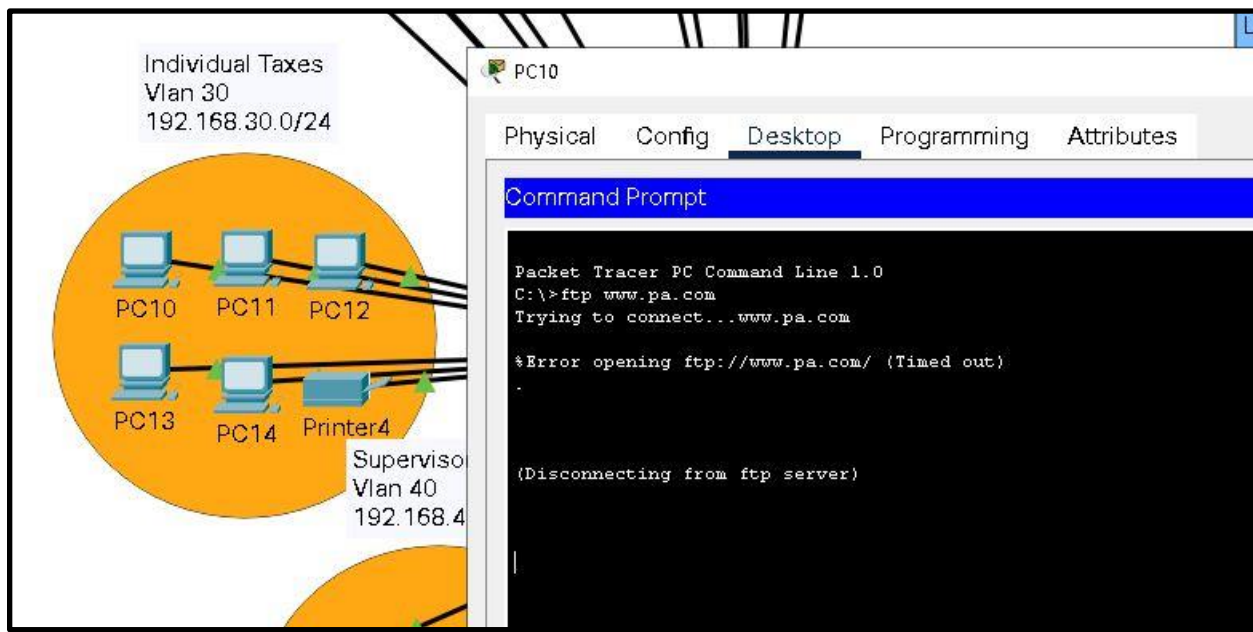 Individual Taxes
Vlan 30
192.168.30.0/24
PC10
PC11
PC12
PC13
PC14
Printer4
Vlan 40
PC10
Physical Config Desktop Programming Attributes
Command Prompt
Packet Tracer PC Command Line 1.0
C:\>ftp www.pa.com
Trying to connect...www.pa.com
%Error opening ftp://www.pa.com/ (Timed out)
.
(Disconnecting from ftp server)